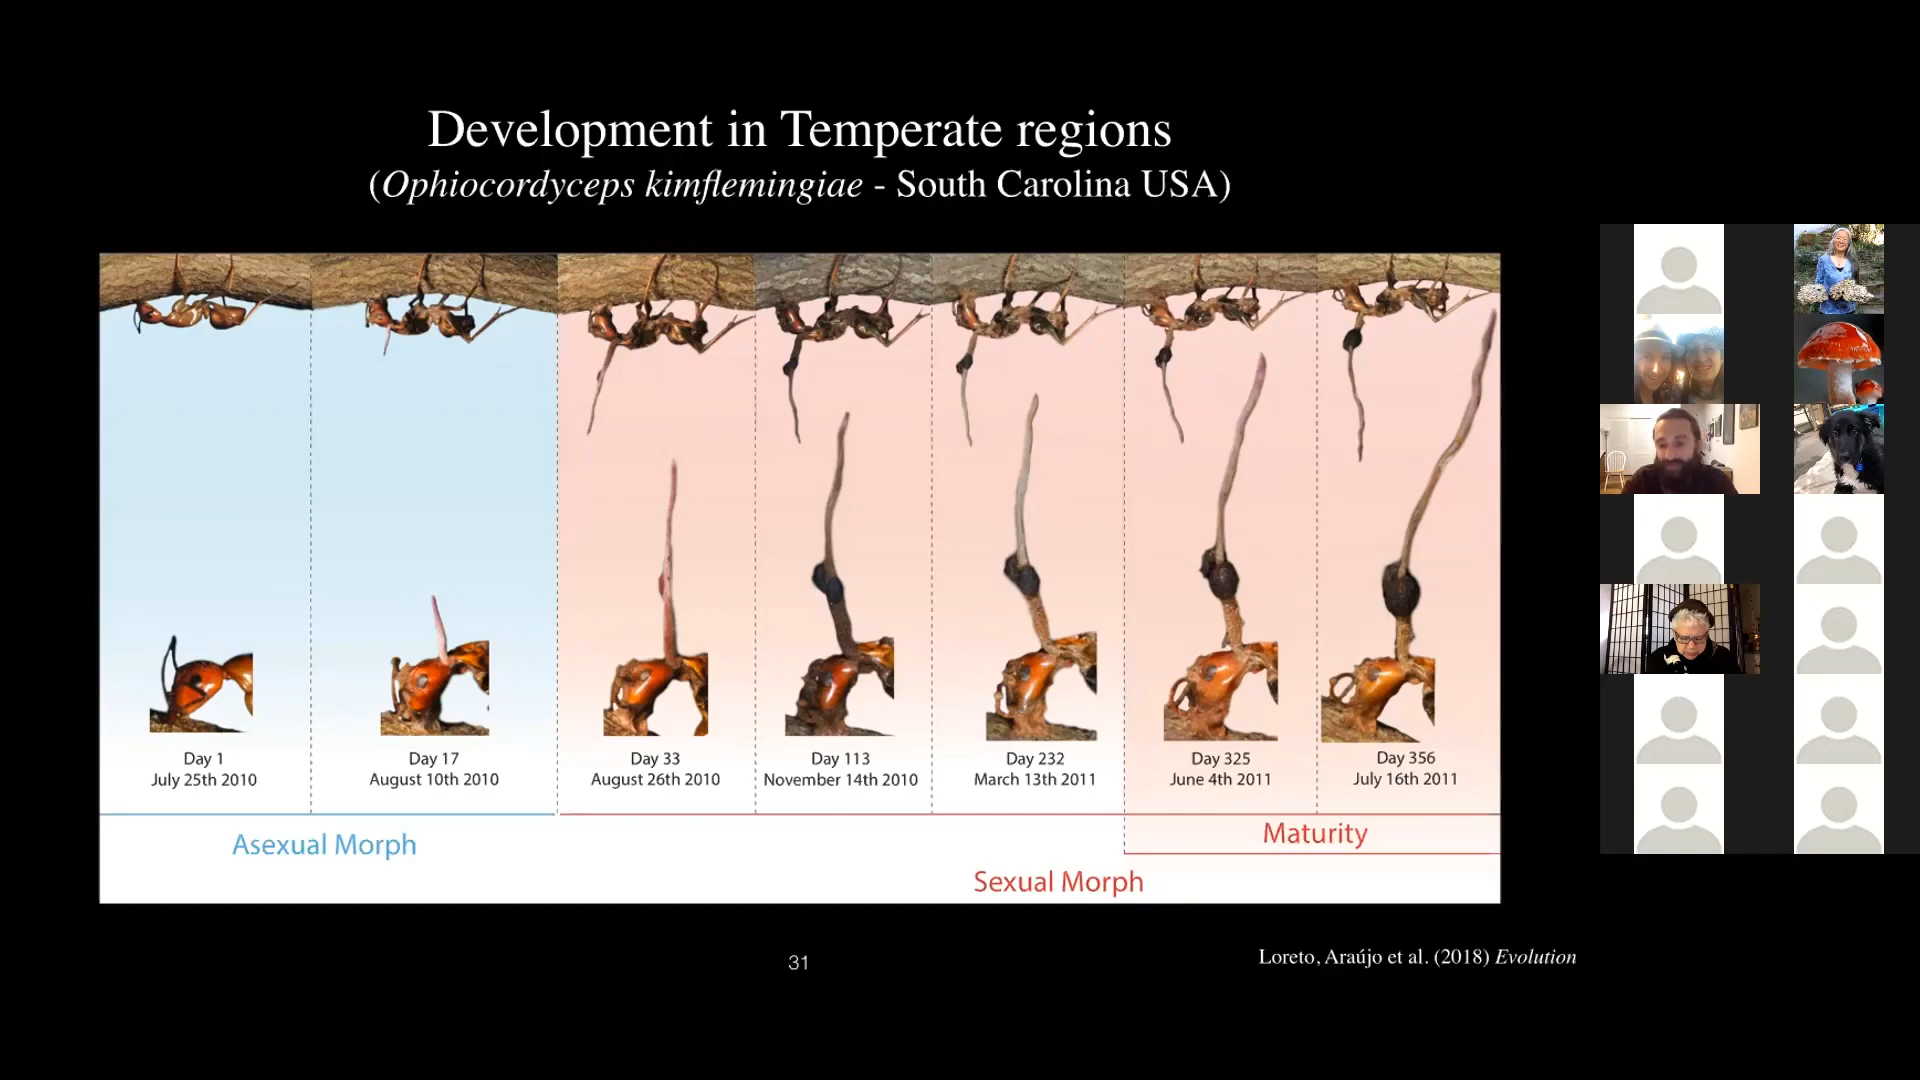 Development in Temperate regions
(Ophiocordyceps kimflemingiae - South Carolina USA)
Day 1
July 25th 2010
Day 17
August 10th 2010
Day 33
August 26th 2010
Day 113
November 14th 2010
Day 232
March 13th 2011
Day 325
June 4th 2011
Day 356
July 16th 2011
Asexual Morph
Maturity
Sexual Morph
31
Loreto, Araújo et al. (2018) Evolution